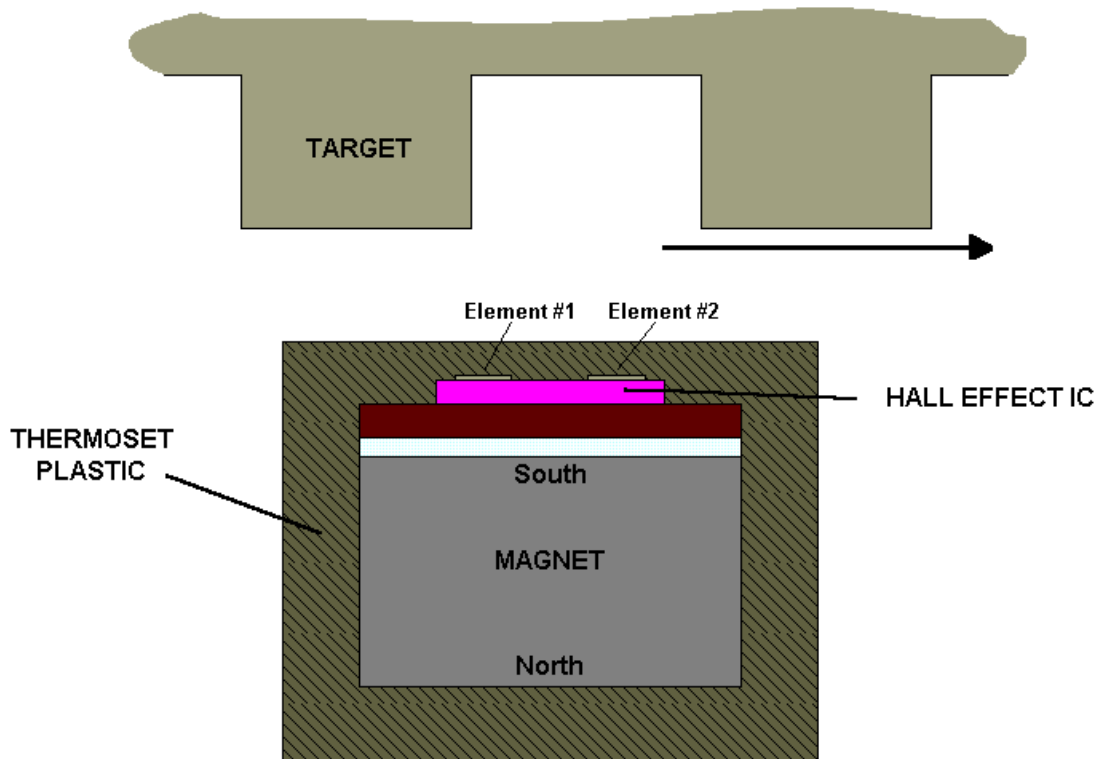 TARGET
Element #1
Element #2
HALL EFFECT IC
THERMOSET
PLASTIC
South
MAGNET
North